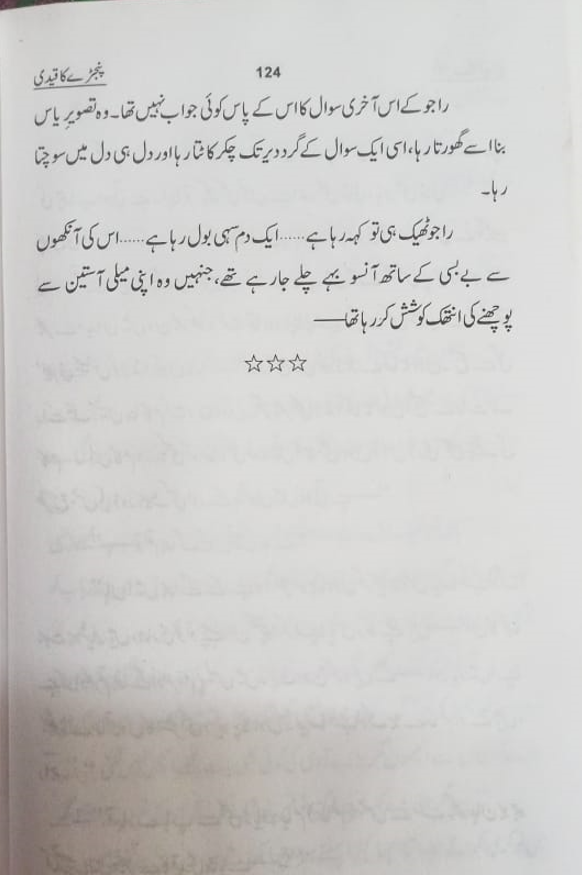 پنجڑے کا قیدی
124
راجو کے اس آخری سوال کا اس کے پاس کوئی جواب نہیں تھا۔ وہ تصویرِ یاس
بنا اسے گھورتا رہا، اسی ایک سوال کے گرد دیر تک چکر کاٹتا رہا اور دل ہی دل میں سوچتا
رہا۔
راجو ٹھیک ہی تو کہہ رہا ہے......ایک دم سہی بول رہا ہے......اس کی آنکھوں
سے بے بسی کے ساتھ آنسو بہے چلے جا رہے تھے، جنہیں وہ اپنی میلی آستین سے
پوچھنے کی انتھک کوشش کر رہا تھا——
☆☆☆